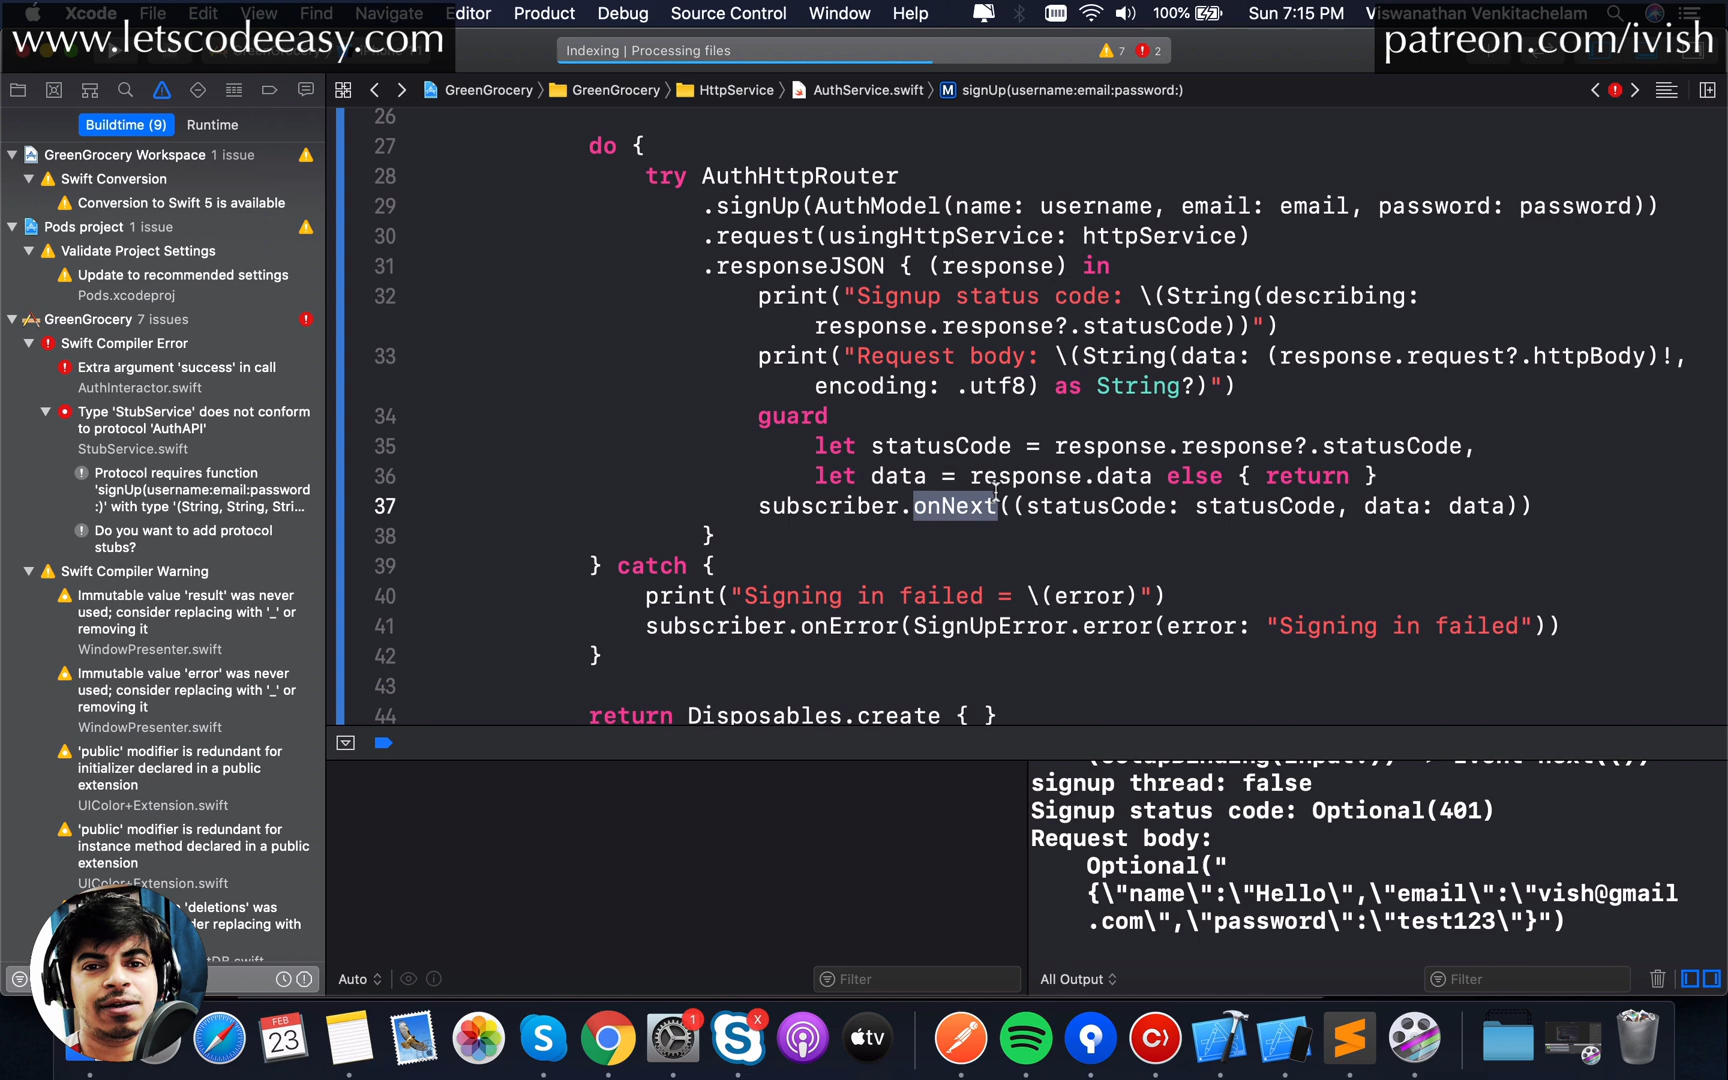 Xcode File Edit View Find Navigate Editor Product Debug Source Control Window Help 100% Sun 7:15 PM Viswanathan Venkitachelam
www.letscodeeasy.com
patreon.com/ivish
Indexing | Processing files 7 2
GreenGrocery GreenGrocery HttpService AuthService.swift M signUp(username:email:password:)
Buildtime (9) Runtime
GreenGrocery Workspace 1 issue
Swift Conversion
Conversion to Swift 5 is available
Pods project 1 issue
Validate Project Settings
Update to recommended settings
Pods.xcodeproj
GreenGrocery 7 issues
Swift Compiler Error
Extra argument 'success' in call
AuthInteractor.swift
Type 'StubService' does not conform
to protocol 'AuthAPI'
StubService.swift
Protocol requires function
'signUp(username:email:password
:)' with type '(String, String, Stri...
Do you want to add protocol
stubs?
Swift Compiler Warning
Immutable value 'result' was never
used; consider replacing with '_' or
removing it
WindowPresenter.swift
Immutable value 'error' was never
used; consider replacing with '_' or
removing it
WindowPresenter.swift
'public' modifier is redundant for
initializer declared in a public
extension
UIColor+Extension.swift
'public' modifier is redundant for
instance method declared in a public
extension
UIColor+Extension.swift
'deletions' was
replacing with
26
27 do {
28 try AuthHttpRouter
29 .signUp(AuthModel(name: username, email: email, password: password))
30 .request(usingHttpService: httpService)
31 .responseJSON { (response) in
32 print("Signup status code: \(String(describing:
response.response?.statusCode))")
33 print("Request body: \(String(data: (response.request?.httpBody)!,
encoding: .utf8) as String?)")
34 guard
35 let statusCode = response.response?.statusCode,
36 let data = response.data else { return }
37 subscriber.onNext((statusCode: statusCode, data: data))
38 }
39 } catch {
40 print("Signing in failed = \(error)")
41 subscriber.onError(SignUpError.error(error: "Signing in failed"))
42 }
43
44 return Disposables.create { }
signup thread: false
Signup status code: Optional(401)
Request body:
Optional("
{\"name\":\"Hello\",\"email\":\"vish@gmail
.com\",\"password\":\"test123\"}")
Auto Filter All Output Filter
FEB 1 X
23 tv